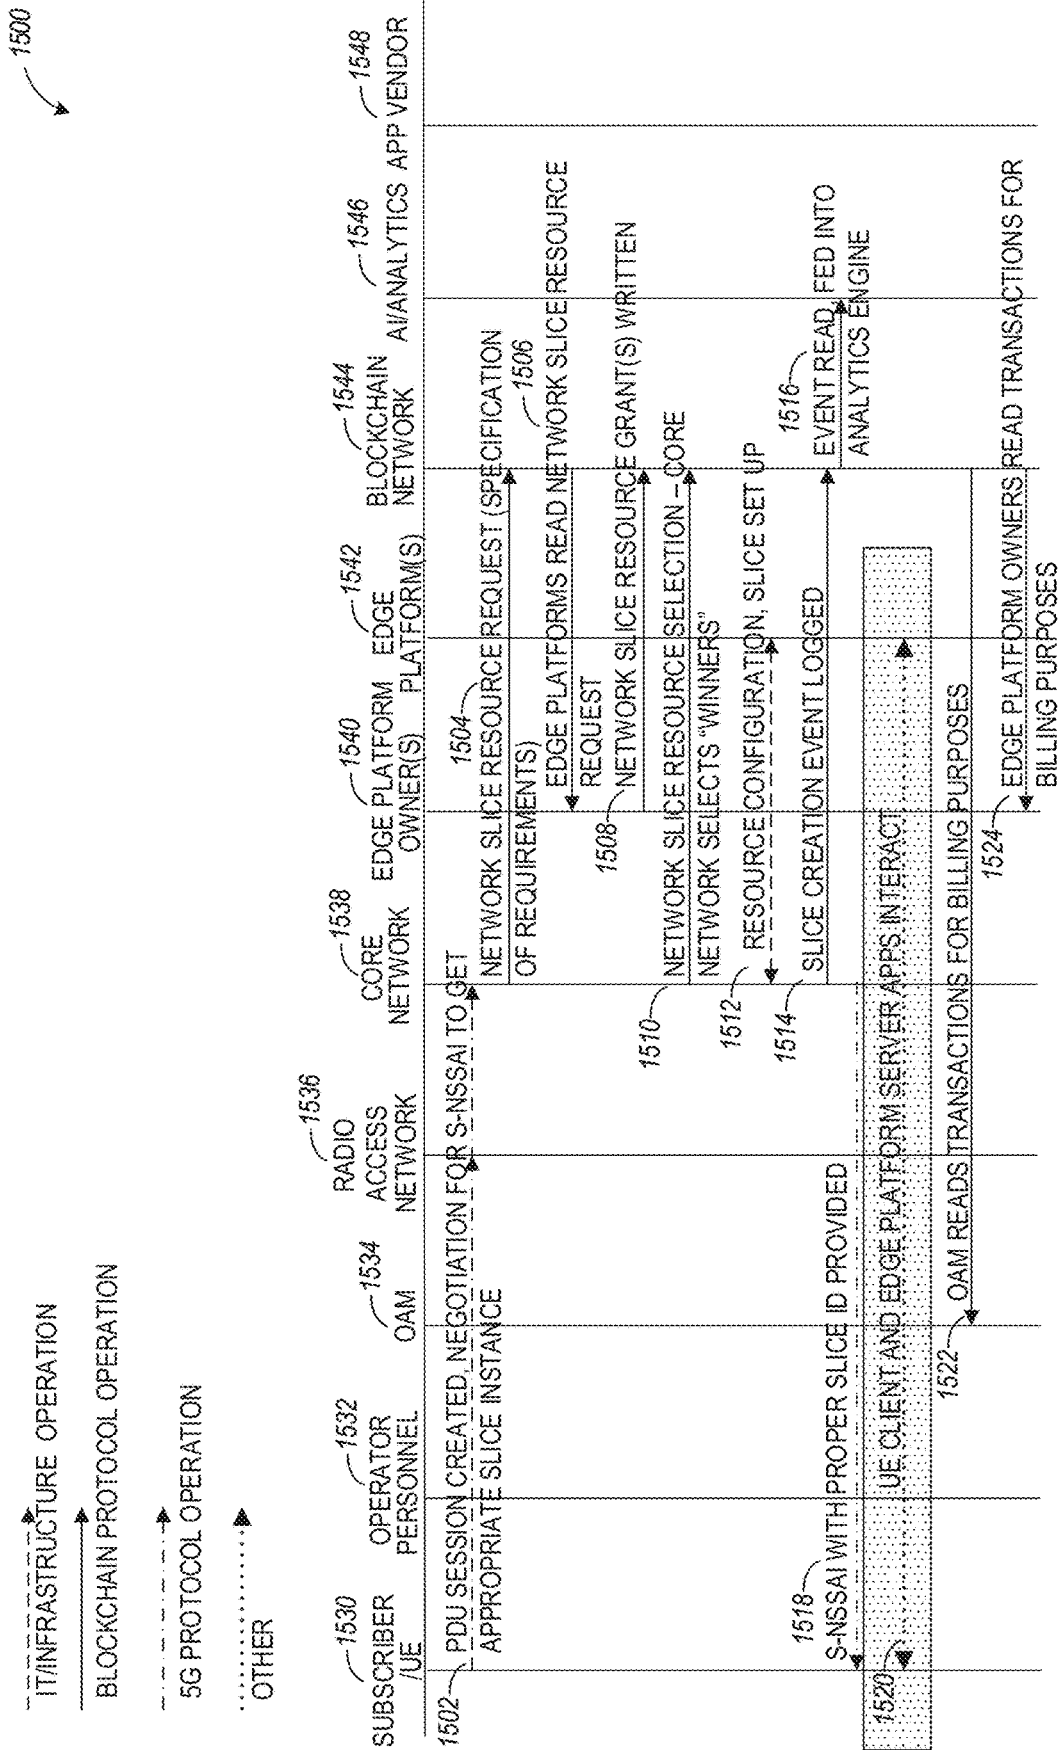 1500
IT/INFRASTRUCTURE OPERATION
BLOCKCHAIN PROTOCOL OPERATION
5G PROTOCOL OPERATION
OTHER
1530
SUBSCRIBER
/UE
1532
OPERATOR
PERSONNEL
1534
OAM
1536
RADIO
ACCESS
NETWORK
1538
CORE
NETWORK
1540
EDGE PLATFORM
OWNER(S)
1542
EDGE
PLATFORM(S)
1544
BLOCKCHAIN
NETWORK
1546
AI/ANALYTICS
1548
APP VENDOR
1502
PDU SESSION CREATED, NEGOTIATION FOR S-NSSAI TO GET
APPROPRIATE SLICE INSTANCE
1504
NETWORK SLICE RESOURCE REQUEST (SPECIFICATION
OF REQUIREMENTS)
1506
EDGE PLATFORMS READ NETWORK SLICE RESOURCE
REQUEST
1508
NETWORK SLICE RESOURCE GRANT(S) WRITTEN
1510
NETWORK SLICE RESOURCE SELECTION – CORE
NETWORK SELECTS "WINNERS"
1512
RESOURCE CONFIGURATION, SLICE SET UP
1514
SLICE CREATION EVENT LOGGED
1516
EVENT READ, FED INTO
ANALYTICS ENGINE
1518
S-NSSAI WITH PROPER SLICE ID PROVIDED
1520
UE CLIENT AND EDGE PLATFORM SERVER APPS INTERACT
1522
OAM READS TRANSACTIONS FOR BILLING PURPOSES
1524
EDGE PLATFORM OWNERS READ TRANSACTIONS FOR
BILLING PURPOSES